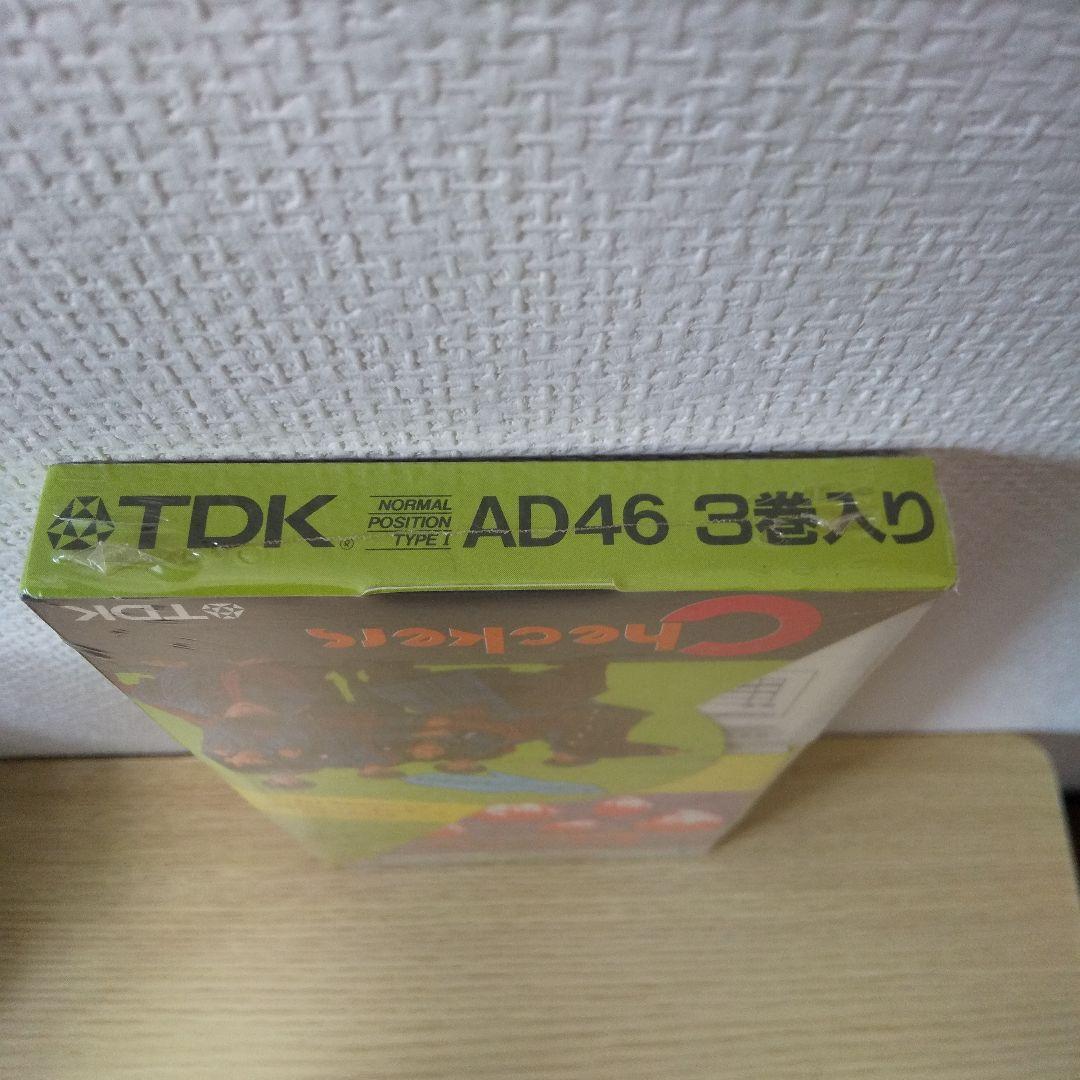 TDK® NORMAL POSITION TYPE I AD46 3巻入り
TDK
Checkers